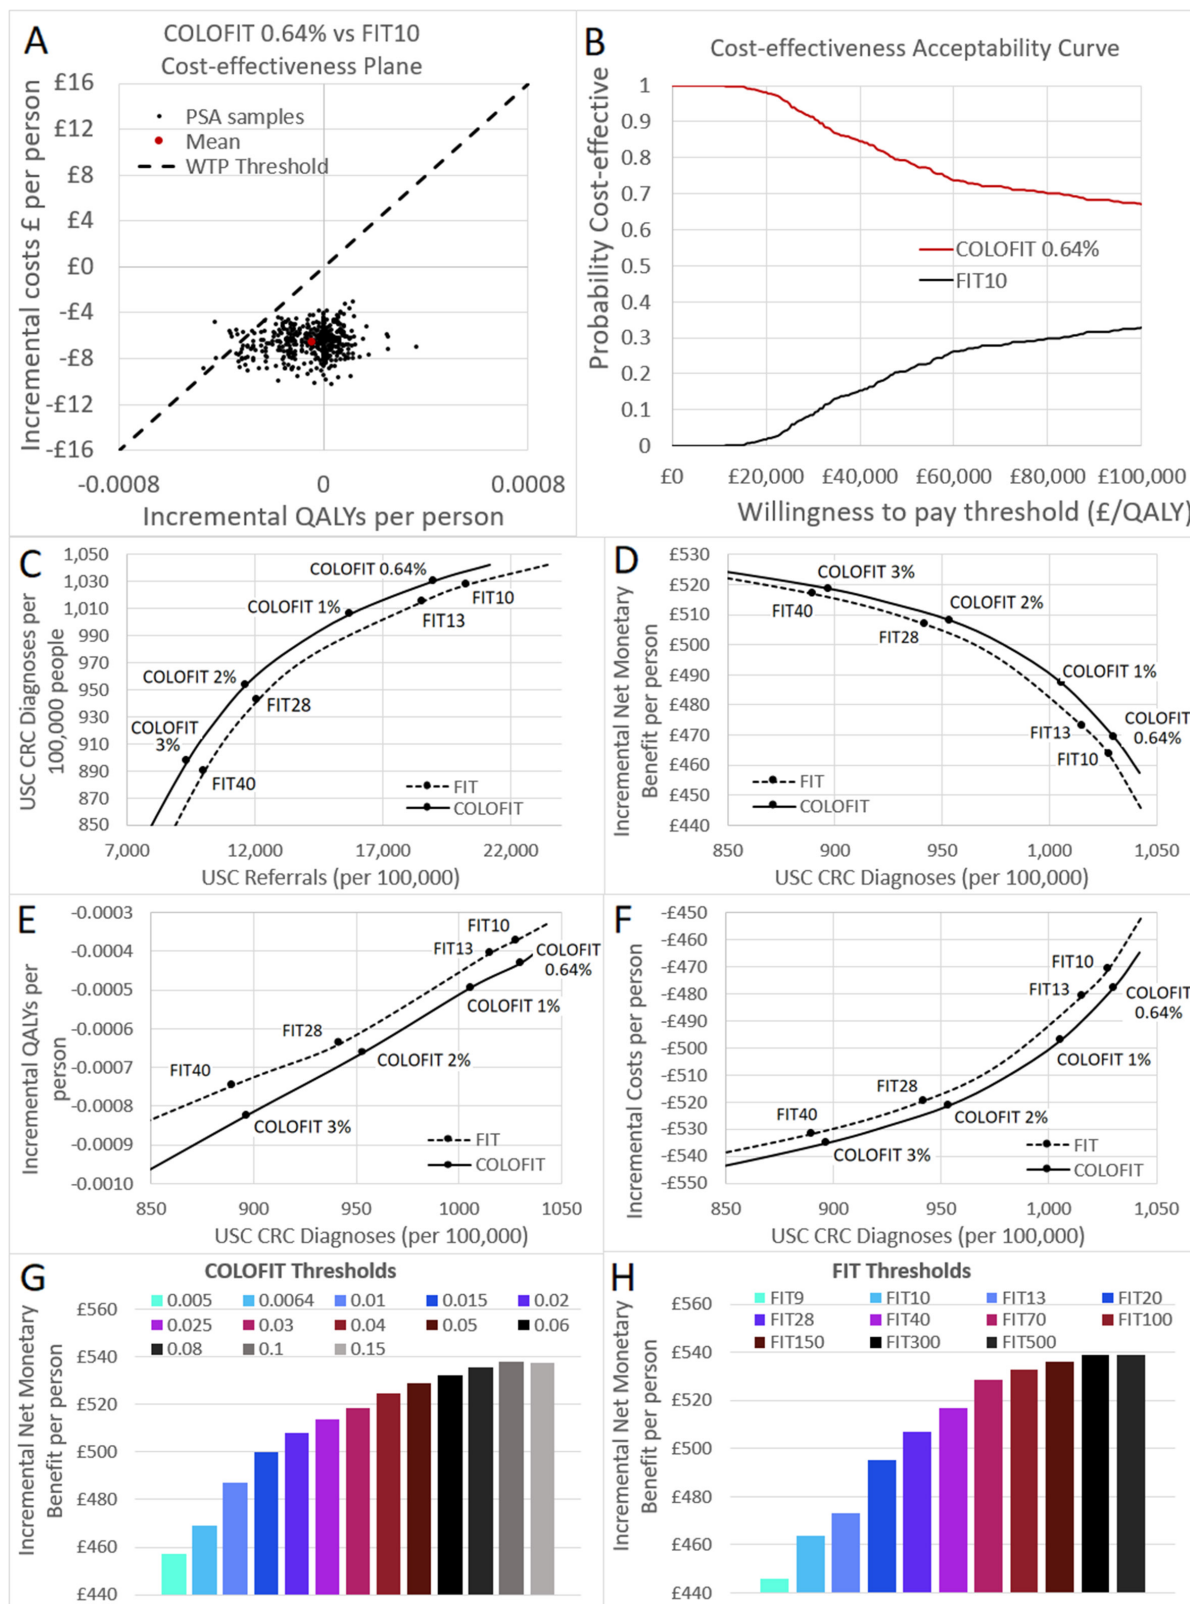 A
COLOFIT 0.64% vs FIT10
Cost-effectiveness Plane
Incremental costs £ per person
£16
£12
£8
£4
£0
-£4
-£8
-£12
-£16
PSA samples
Mean
WTP Threshold
-0.0008
0
0.0008
Incremental QALYs per person
B
Cost-effectiveness Acceptability Curve
Probability Cost-effective
1
0.9
0.8
0.7
0.6
0.5
0.4
0.3
0.2
0.1
0
COLOFIT 0.64%
FIT10
£0
£20,000
£40,000
£60,000
£80,000
£100,000
Willingness to pay threshold (£/QALY)
C
USC CRC Diagnoses per
100,000 people
1,050
1,030
1,010
990
970
950
930
910
890
870
850
COLOFIT 0.64%
COLOFIT 1%
FIT10
FIT13
COLOFIT 2%
FIT28
COLOFIT
3%
FIT40
FIT
COLOFIT
7,000
12,000
17,000
22,000
USC Referrals (per 100,000)
D
Incremental Net Monetary
Benefit per person
£530
£520
£510
£500
£490
£480
£470
£460
£450
£440
COLOFIT 3%
FIT40
COLOFIT 2%
FIT28
COLOFIT 1%
FIT13
COLOFIT
0.64%
FIT10
FIT
COLOFIT
850
900
950
1,000
1,050
USC CRC Diagnoses (per 100,000)
E
Incremental QALYs per
person
-0.0003
-0.0004
-0.0005
-0.0006
-0.0007
-0.0008
-0.0009
-0.0010
FIT10
FIT13
COLOFIT
0.64%
COLOFIT 1%
FIT28
COLOFIT 2%
FIT40
COLOFIT 3%
FIT
COLOFIT
850
900
950
1000
1050
USC CRC Diagnoses (per 100,000)
F
Incremental Costs per person
-£450
-£460
-£470
-£480
-£490
-£500
-£510
-£520
-£530
-£540
-£550
FIT10
FIT13
COLOFIT
0.64%
COLOFIT 1%
FIT28
COLOFIT 2%
FIT40
COLOFIT 3%
FIT
COLOFIT
850
900
950
1,000
1,050
USC CRC Diagnoses (per 100,000)
G
COLOFIT Thresholds
Incremental Net Monetary
Benefit per person
0.005
0.0064
0.01
0.015
0.02
0.025
0.03
0.04
0.05
0.06
0.08
0.1
0.15
£560
£540
£520
£500
£480
£460
£440
H
FIT Thresholds
Incremental Net Monetary
Benefit per person
FIT9
FIT10
FIT13
FIT20
FIT28
FIT40
FIT70
FIT100
FIT150
FIT300
FIT500
£560
£540
£520
£500
£480
£460
£440